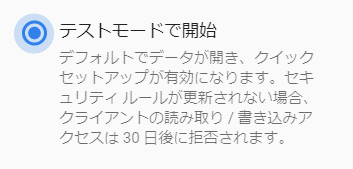 テストモードで開始
デフォルトでデータが開き、クイック
セットアップが有効になります。セキ
ュリティ ルールが更新されない場合、
クライアントの読み取り / 書き込みア
クセスは 30 日後に拒否されます。